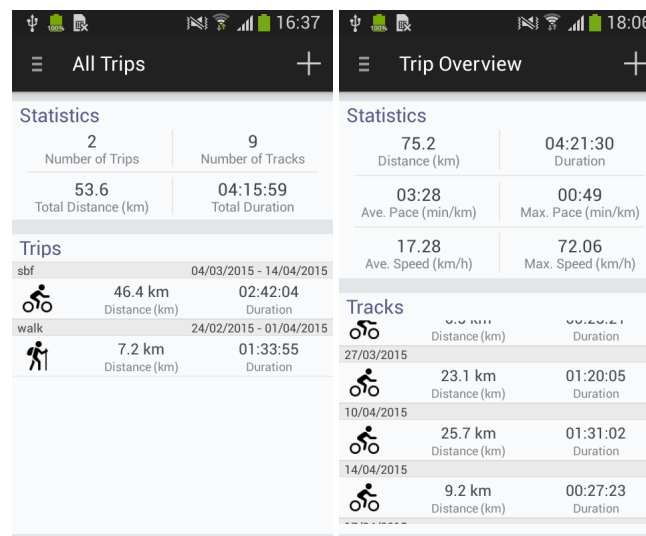 100%
16:37
All Trips
Statistics
2
9
Number of Trips
Number of Tracks
53.6
04:15:59
Total Distance (km)
Total Duration
Trips
sbf
04/03/2015 - 14/04/2015
46.4 km
02:42:04
Distance (km)
Duration
walk
24/02/2015 - 01/04/2015
7.2 km
01:33:55
Distance (km)
Duration
100%
18:06
Trip Overview
Statistics
75.2
04:21:30
Distance (km)
Duration
03:28
00:49
Ave. Pace (min/km)
Max. Pace (min/km)
17.28
72.06
Ave. Speed (km/h)
Max. Speed (km/h)
Tracks
Distance (km)
Duration
27/03/2015
23.1 km
01:20:05
Distance (km)
Duration
10/04/2015
25.7 km
01:31:02
Distance (km)
Duration
14/04/2015
9.2 km
00:27:23
Distance (km)
Duration